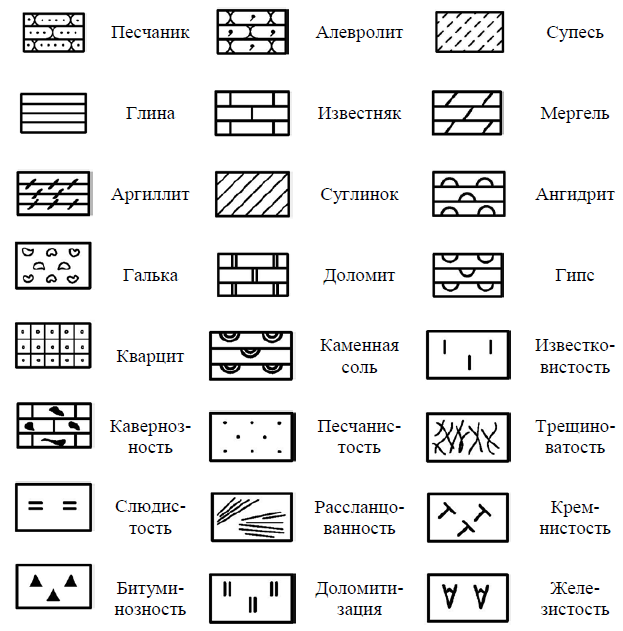 Песчаник
Алевролит
Супесь
Глина
Известняк
Мергель
Аргиллит
Суглинок
Ангидрит
Галька
Доломит
Гипс
Кварцит
Каменная
соль
Известко-
вистость
Каверноз-
ность
Песчанис-
тость
Трещино-
ватость
Слюдис-
тость
Рассланцо-
ванность
Крем-
нистость
Битуми-
нозность
Доломити-
зация
Желе-
зистость